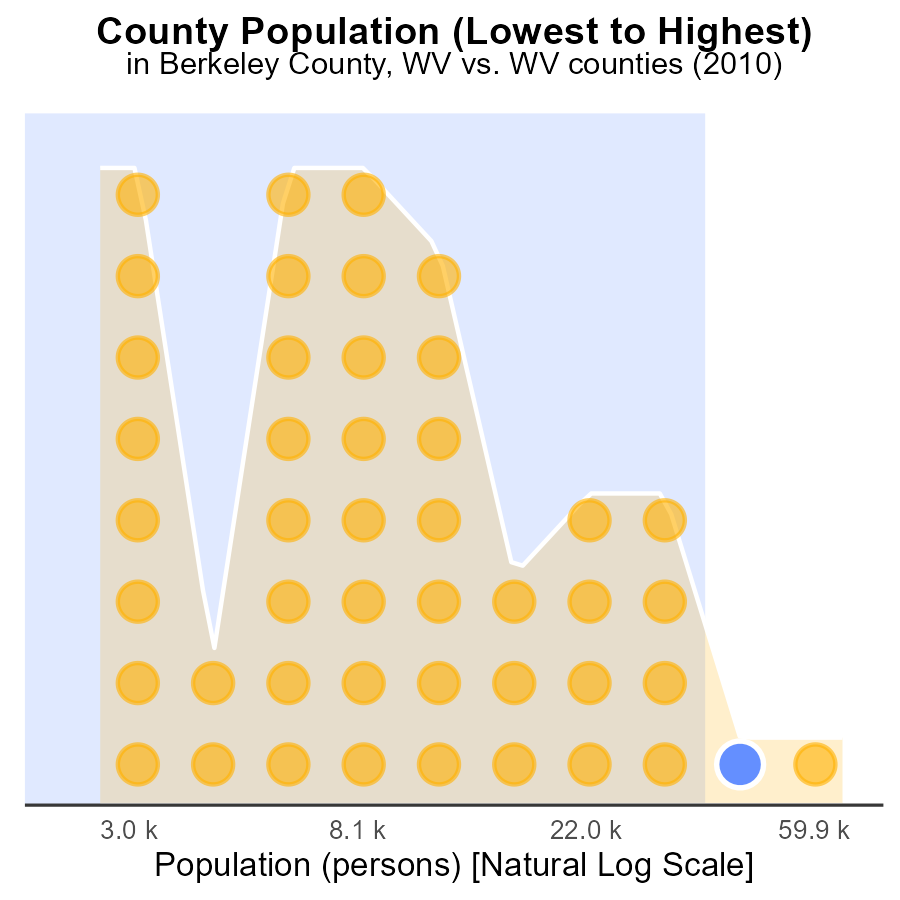 County Population (Lowest to Highest)
in Berkeley County, WV vs. WV counties (2010)
3.0 k 8.1 k 22.0 k 59.9 k
Population (persons) [Natural Log Scale]